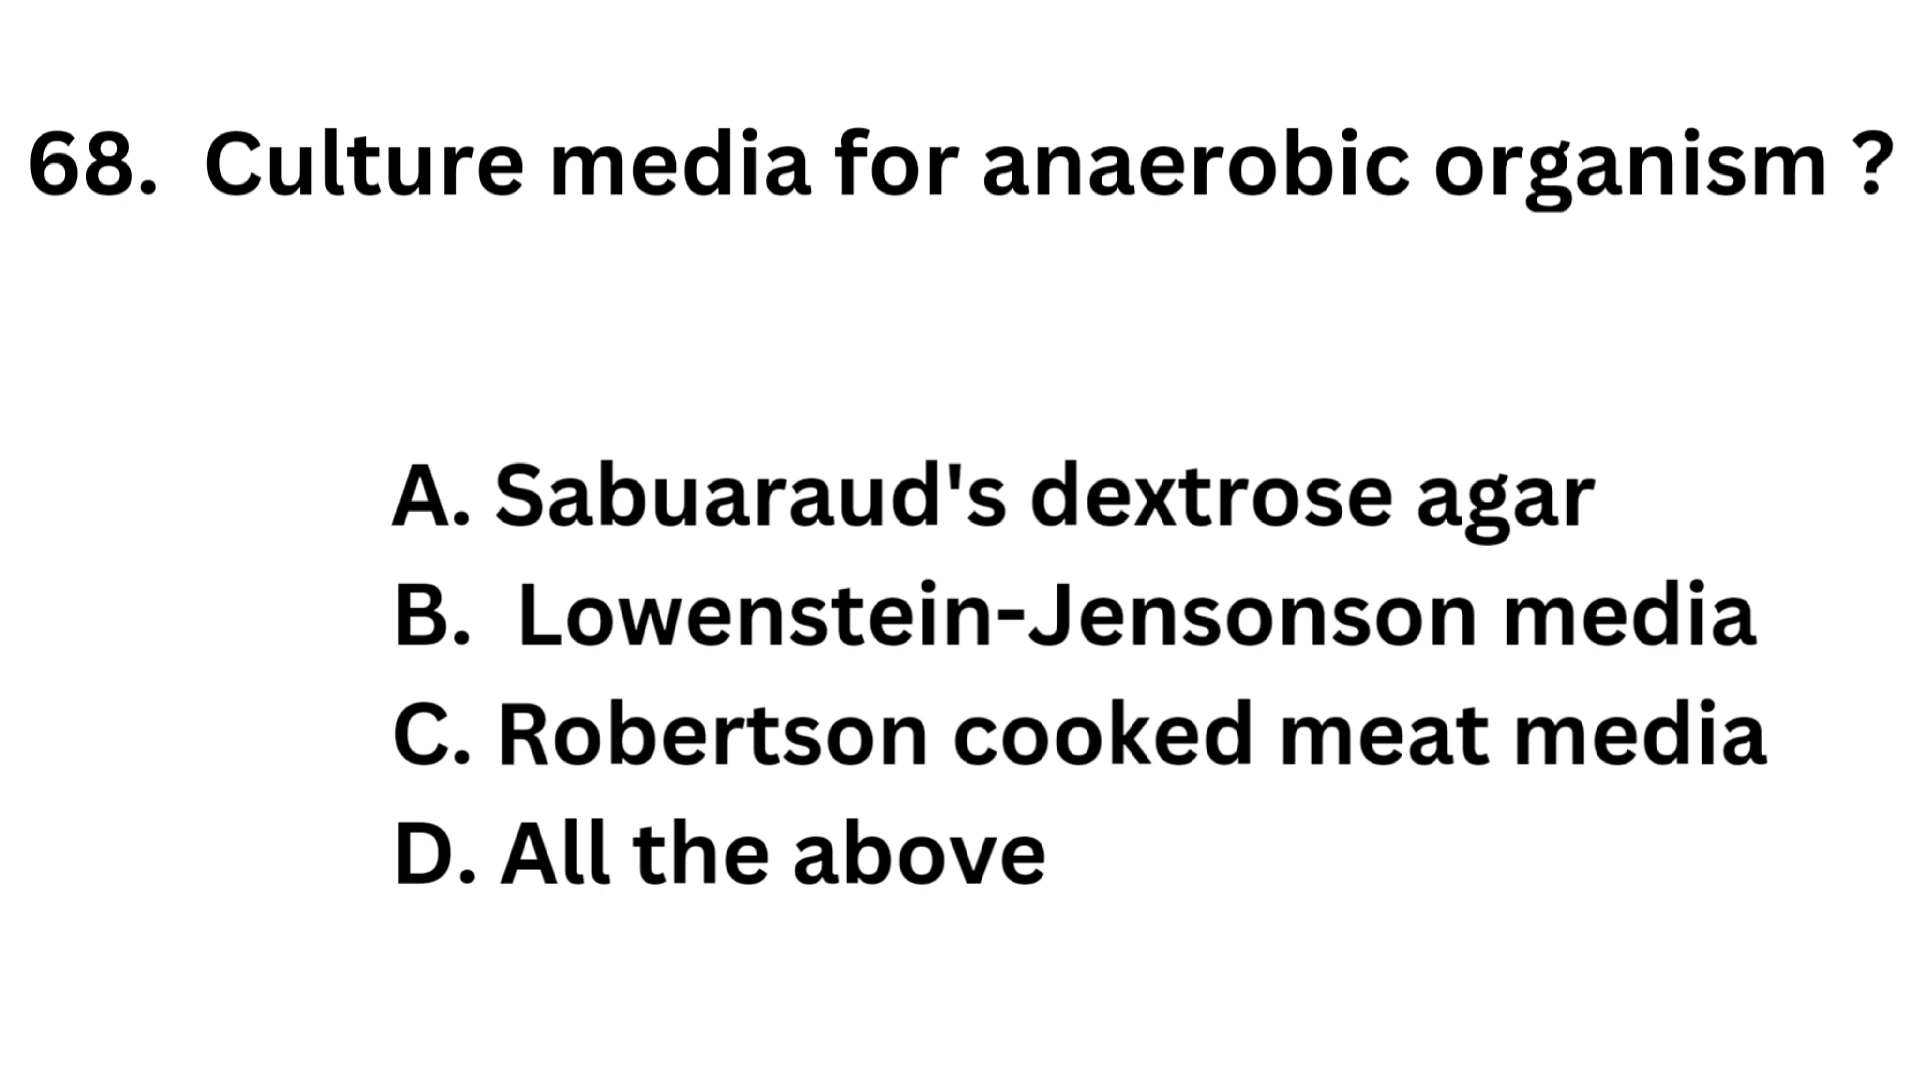 68. Culture media for anaerobic organism ?
A. Sabuaraud's dextrose agar
B. Lowenstein-Jensonson media
C. Robertson cooked meat media
D. All the above